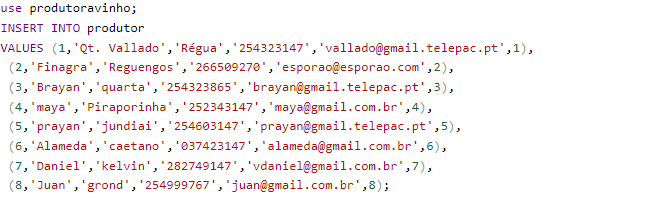 use produtoravinho;
INSERT INTO produtor
VALUES (1,'Qt. Vallado','Régua','254323147','vallado@gmail.telepac.pt',1),
(2,'Finagra','Reguengos','266509270','esporao@esporao.com',2),
(3,'Brayan','quarta','254323865','brayan@gmail.telepac.pt',3),
(4,'maya','Piraporinha','252343147','maya@gmail.com.br',4),
(5,'prayan','jundiai','254603147','prayan@gmail.telepac.pt',5),
(6,'Alameda','caetano','037423147','alameda@gmail.com.br',6),
(7,'Daniel','kelvin','282749147','vdaniel@gmail.com.br',7),
(8,'Juan','grond','254999767','juan@gmail.com.br',8);